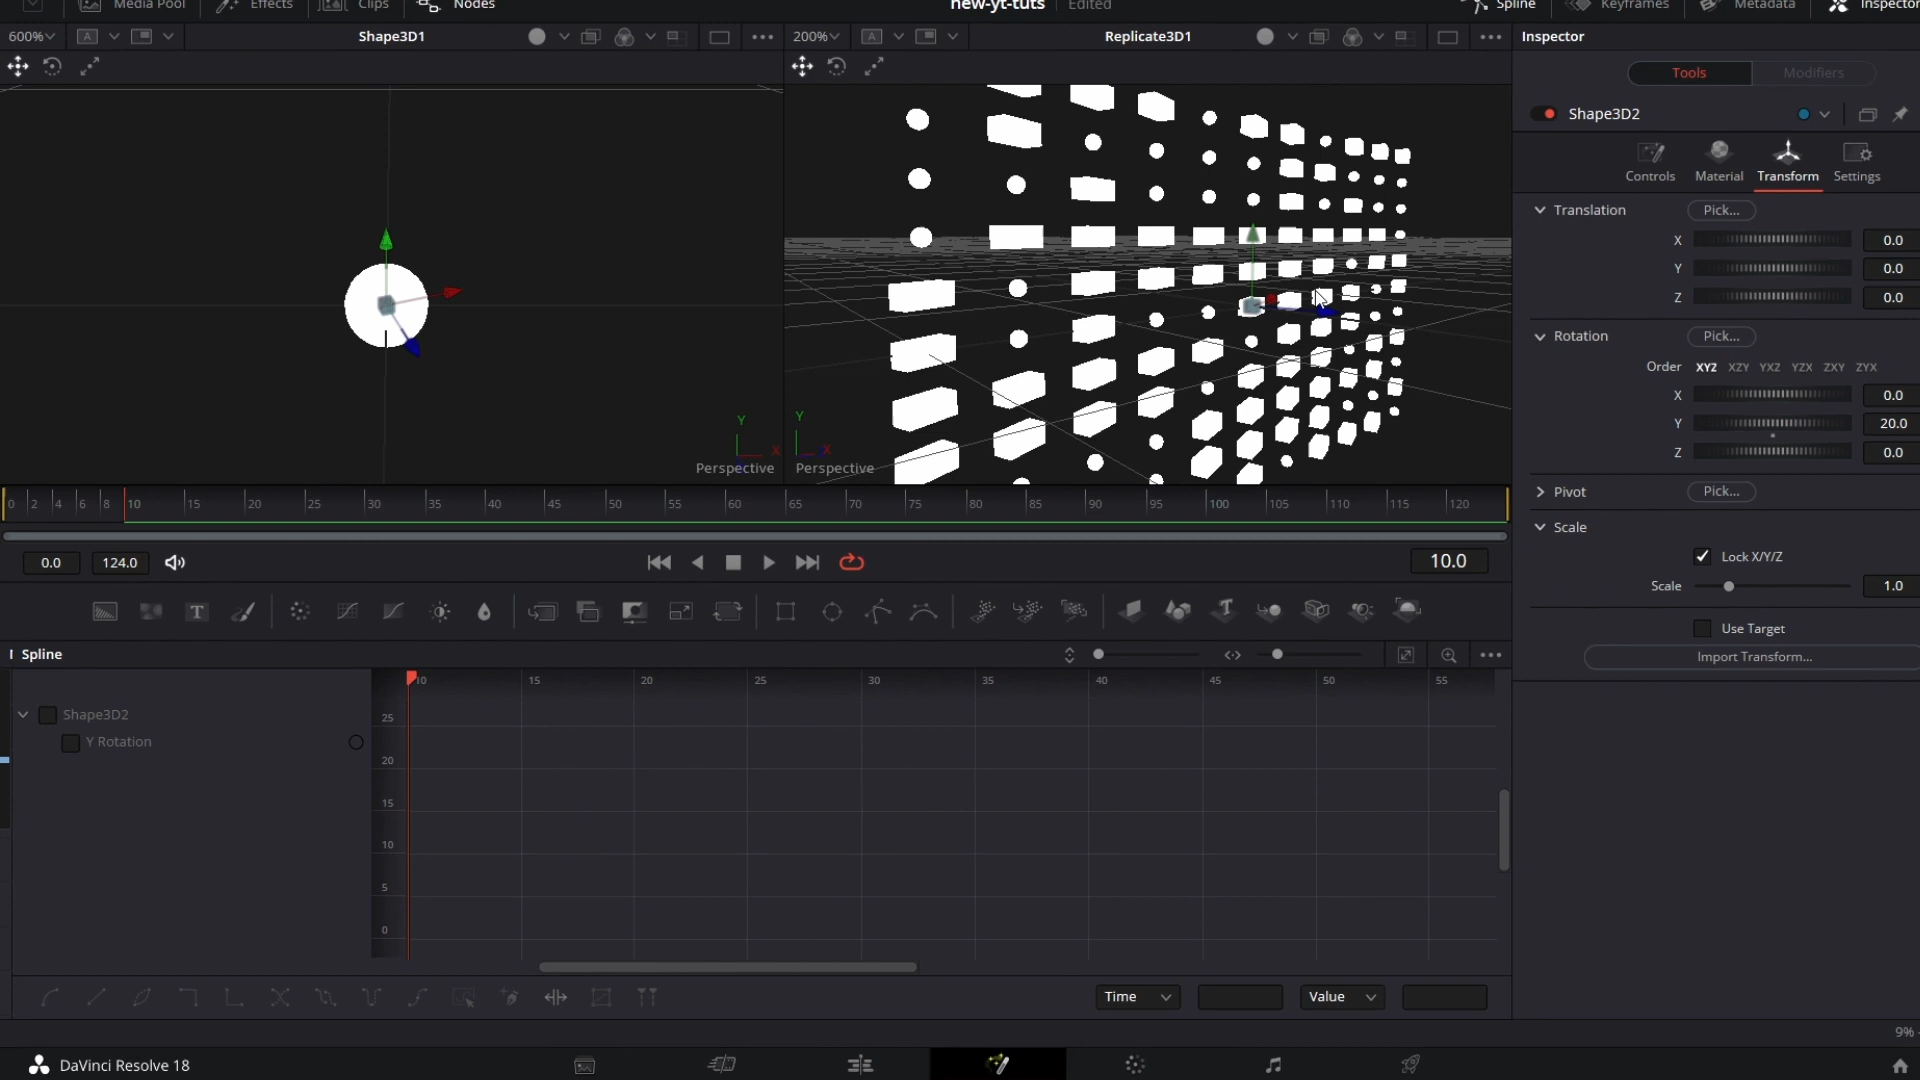 Media Pool Effects Clips Nodes new-yt-tuts Edited Spline Keyframes Metadata Inspector
600% A Shape3D1 200% A Replicate3D1 Inspector
Tools Modifiers
Shape3D2
Controls Material Transform Settings
Translation Pick...
X 0.0
Y 0.0
Z 0.0
Rotation Pick...
Order XYZ XZY YXZ YZX ZXY ZYX
X 0.0
Y 20.0
Z 0.0
Pivot Pick...
Scale
Lock X/Y/Z
Scale 1.0
Use Target
Import Transform...
Y X
Perspective
Y X
Perspective
0 2 4 6 8 10 15 20 25 30 35 40 45 50 55 60 65 70 75 80 85 90 95 100 105 110 115 120
0.0 124.0 10.0
T T
Spline
10 15 20 25 30 35 40 45 50 55
Shape3D2
Y Rotation
25
20
15
10
5
0
Time Value
9%
DaVinci Resolve 18